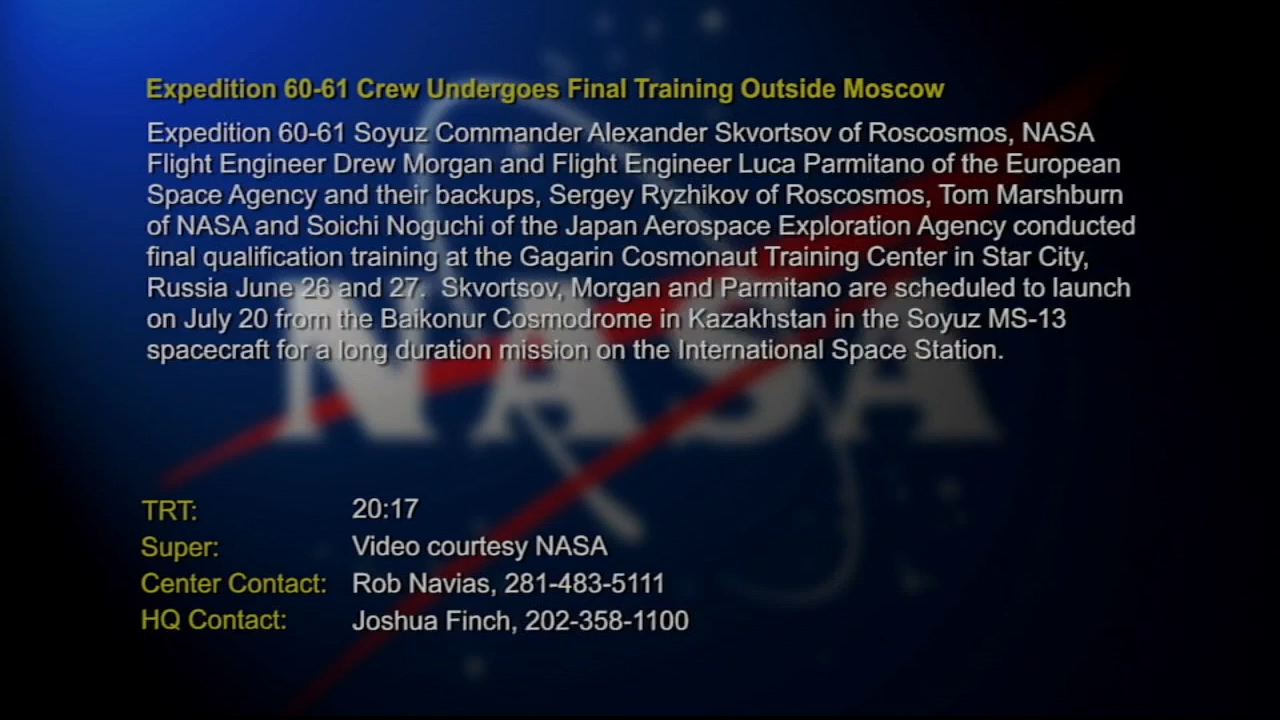 Expedition 60-61 Crew Undergoes Final Training Outside Moscow
Expedition 60-61 Soyuz Commander Alexander Skvortsov of Roscosmos, NASA
Flight Engineer Drew Morgan and Flight Engineer Luca Parmitano of the European
Space Agency and their backups, Sergey Ryzhikov of Roscosmos, Tom Marshburn
of NASA and Soichi Noguchi of the Japan Aerospace Exploration Agency conducted
final qualification training at the Gagarin Cosmonaut Training Center in Star City,
Russia June 26 and 27.  Skvortsov, Morgan and Parmitano are scheduled to launch
on July 20 from the Baikonur Cosmodrome in Kazakhstan in the Soyuz MS-13
spacecraft for a long duration mission on the International Space Station.
NASA
TRT: 20:17
Super: Video courtesy NASA
Center Contact: Rob Navias, 281-483-5111
HQ Contact: Joshua Finch, 202-358-1100